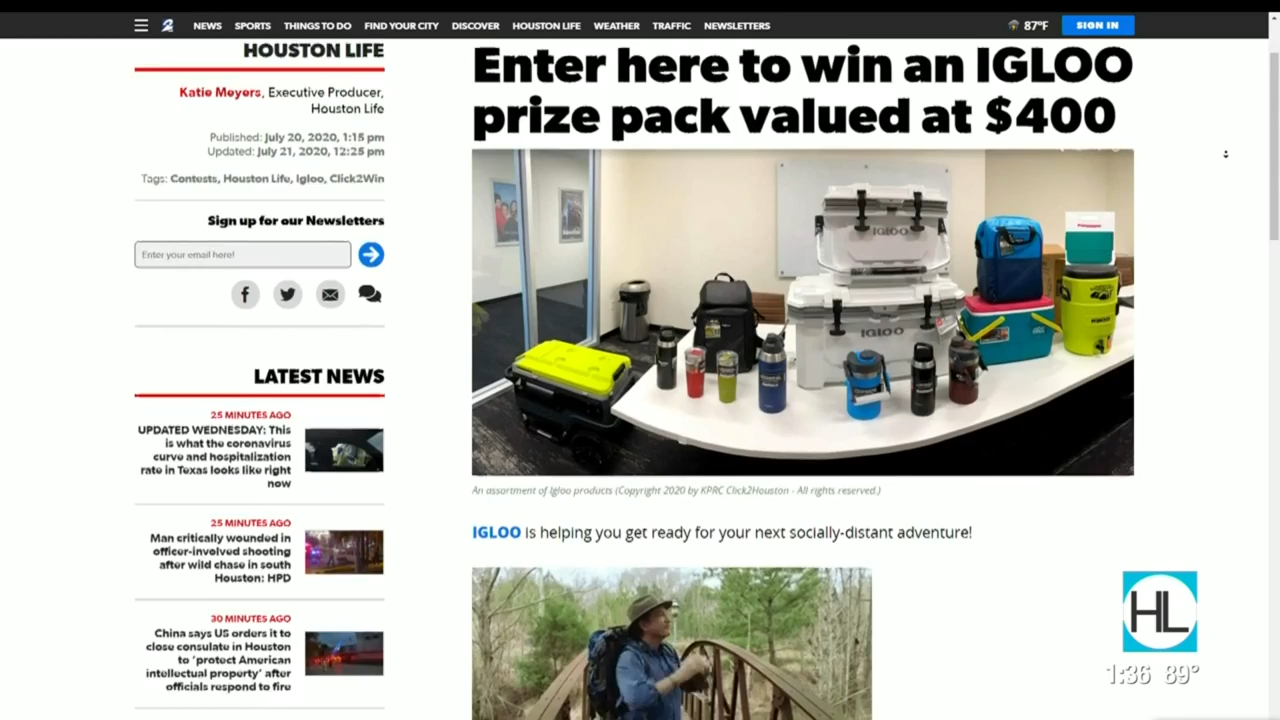 2 NEWS SPORTS THINGS TO DO FIND YOUR CITY DISCOVER HOUSTON LIFE WEATHER TRAFFIC NEWSLETTERS 87°F SIGN IN
HOUSTON LIFE
Katie Meyers, Executive Producer,
Houston Life
Published: July 20, 2020, 1:15 pm
Updated: July 21, 2020, 12:25 pm
Tags: Contests, Houston Life, Igloo, Click2Win
Sign up for our Newsletters
Enter your email here!
LATEST NEWS
25 MINUTES AGO
UPDATED WEDNESDAY: This
is what the coronavirus
curve and hospitalization
rate in Texas looks like right
now
25 MINUTES AGO
Man critically wounded in
officer-involved shooting
after wild chase in south
Houston: HPD
30 MINUTES AGO
China says US orders it to
close consulate in Houston
to 'protect American
intellectual property' after
officials respond to fire
Enter here to win an IGLOO
prize pack valued at $400
IGLOO
IGLOO
An assortment of Igloo products (Copyright 2020 by KPRC Click2Houston - All rights reserved.)
IGLOO is helping you get ready for your next socially-distant adventure!
HL
1:36 89°